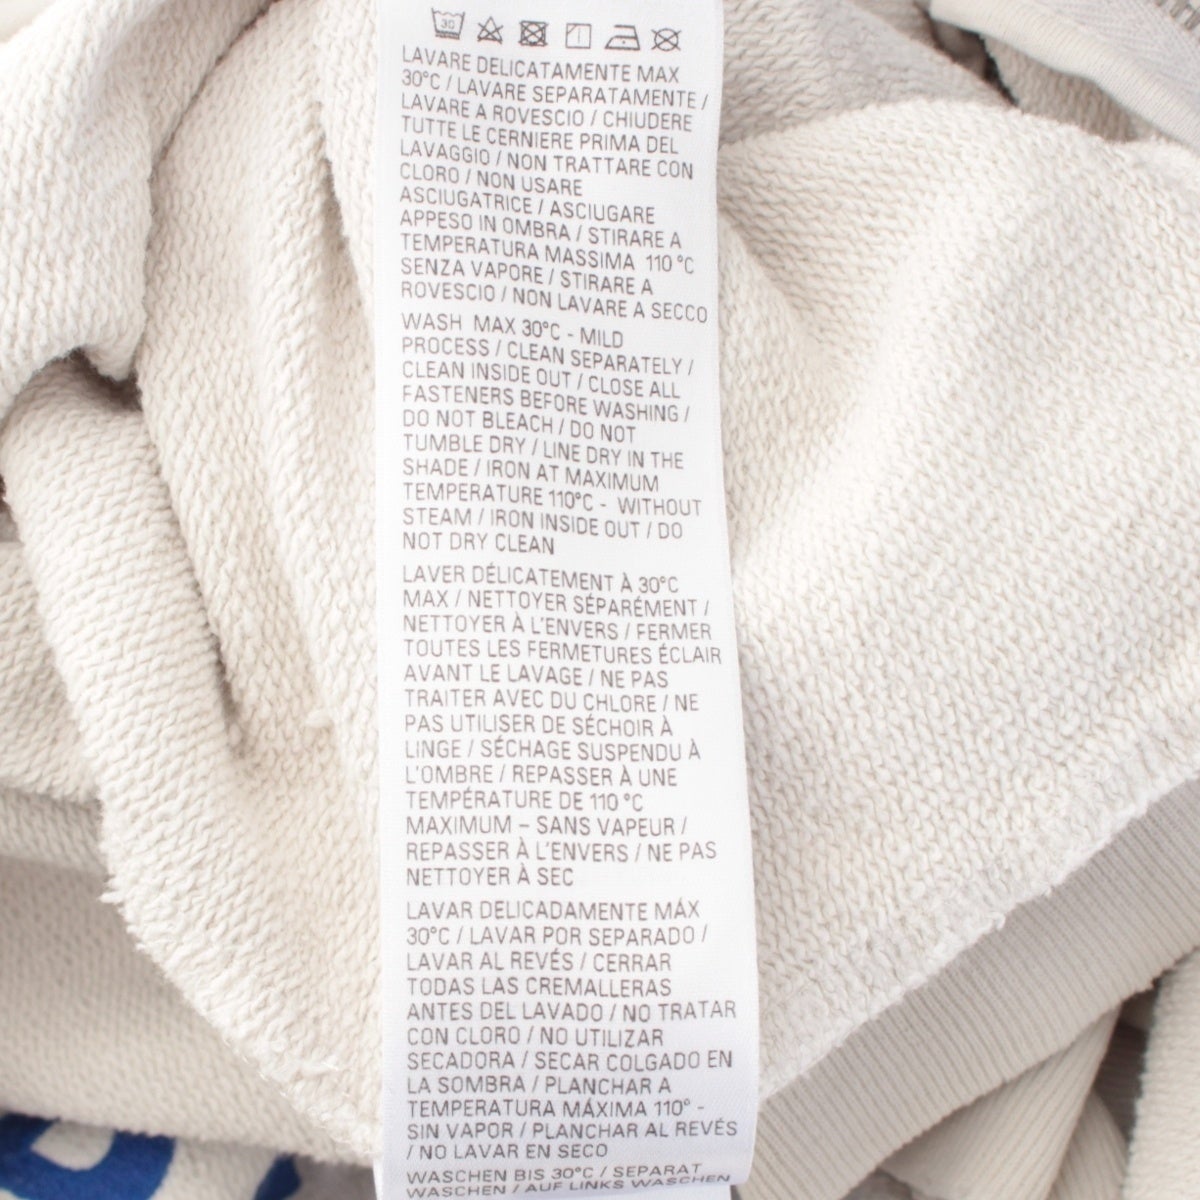 30
LAVARE DELICATAMENTE MAX
30°C / LAVARE SEPARATAMENTE /
LAVARE A ROVESCIO / CHIUDERE
TUTTE LE CERNIERE PRIMA DEL
LAVAGGIO / NON TRATTARE CON
CLORO / NON USARE
ASCIUGATRICE / ASCIUGARE
APPESO IN OMBRA / STIRARE A
TEMPERATURA MASSIMA 110 °C
SENZA VAPORE / STIRARE A
ROVESCIO / NON LAVARE A SECCO
WASH MAX 30°C - MILD
PROCESS / CLEAN SEPARATELY /
CLEAN INSIDE OUT / CLOSE ALL
FASTENERS BEFORE WASHING /
DO NOT BLEACH / DO NOT
TUMBLE DRY / LINE DRY IN THE
SHADE / IRON AT MAXIMUM
TEMPERATURE 110°C - WITHOUT
STEAM / IRON INSIDE OUT / DO
NOT DRY CLEAN
LAVER DÉLICATEMENT À 30°C
MAX / NETTOYER SÉPARÉMENT /
NETTOYER À L'ENVERS / FERMER
TOUTES LES FERMETURES ÉCLAIR
AVANT LE LAVAGE / NE PAS
TRAITER AVEC DU CHLORE / NE
PAS UTILISER DE SÉCHOIR À
LINGE / SÉCHAGE SUSPENDU À
L'OMBRE / REPASSER À UNE
TEMPÉRATURE DE 110 °C
MAXIMUM – SANS VAPEUR /
REPASSER À L'ENVERS / NE PAS
NETTOYER À SEC
LAVAR DELICADAMENTE MÁX
30°C / LAVAR POR SEPARADO /
LAVAR AL REVÉS / CERRAR
TODAS LAS CREMALLERAS
ANTES DEL LAVADO / NO TRATAR
CON CLORO / NO UTILIZAR
SECADORA / SECAR COLGADO EN
LA SOMBRA / PLANCHAR A
TEMPERATURA MÁXIMA 110° -
SIN VAPOR / PLANCHAR AL REVÉS
/ NO LAVAR EN SECO
WASCHEN BIS 30°C / SEPARAT
WASCHEN / AUF LINKS WASCHEN